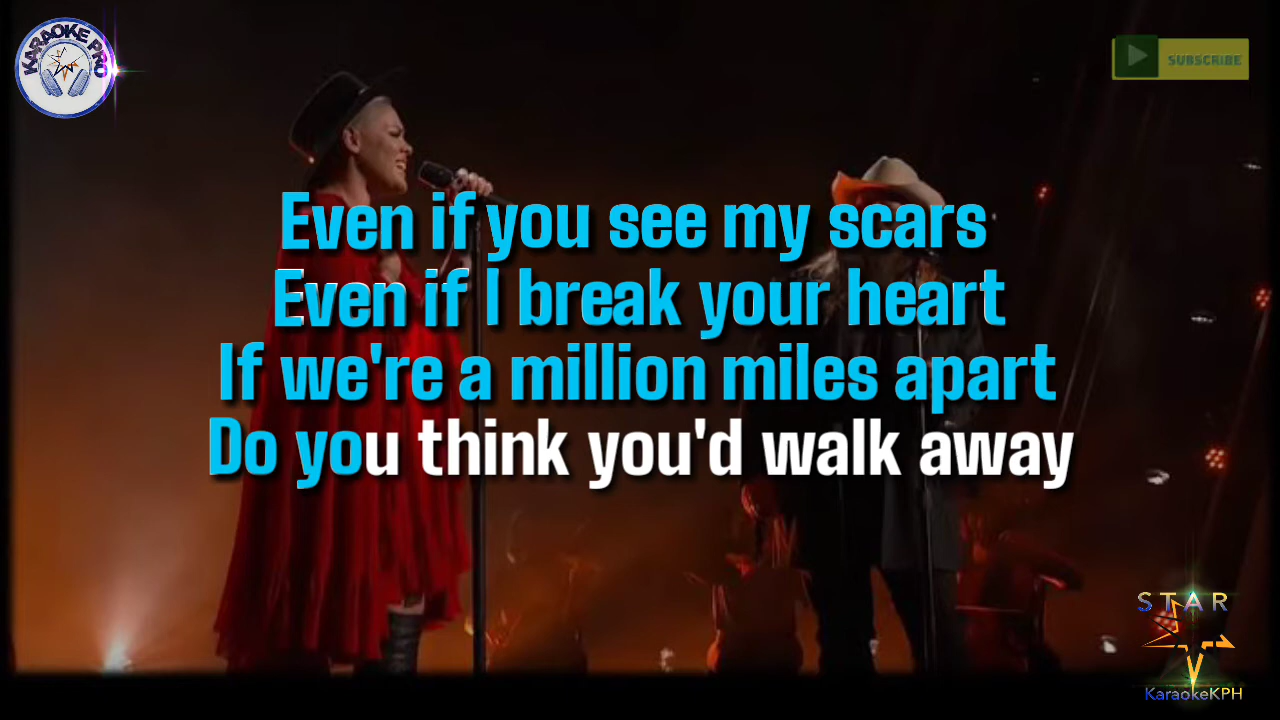 KARAOKE PRO
SUBSCRIBE
Even if you see my scars
Even if I break your heart
If we're a million miles apart
Do you think you'd walk away
STAR
KaraokeKPH